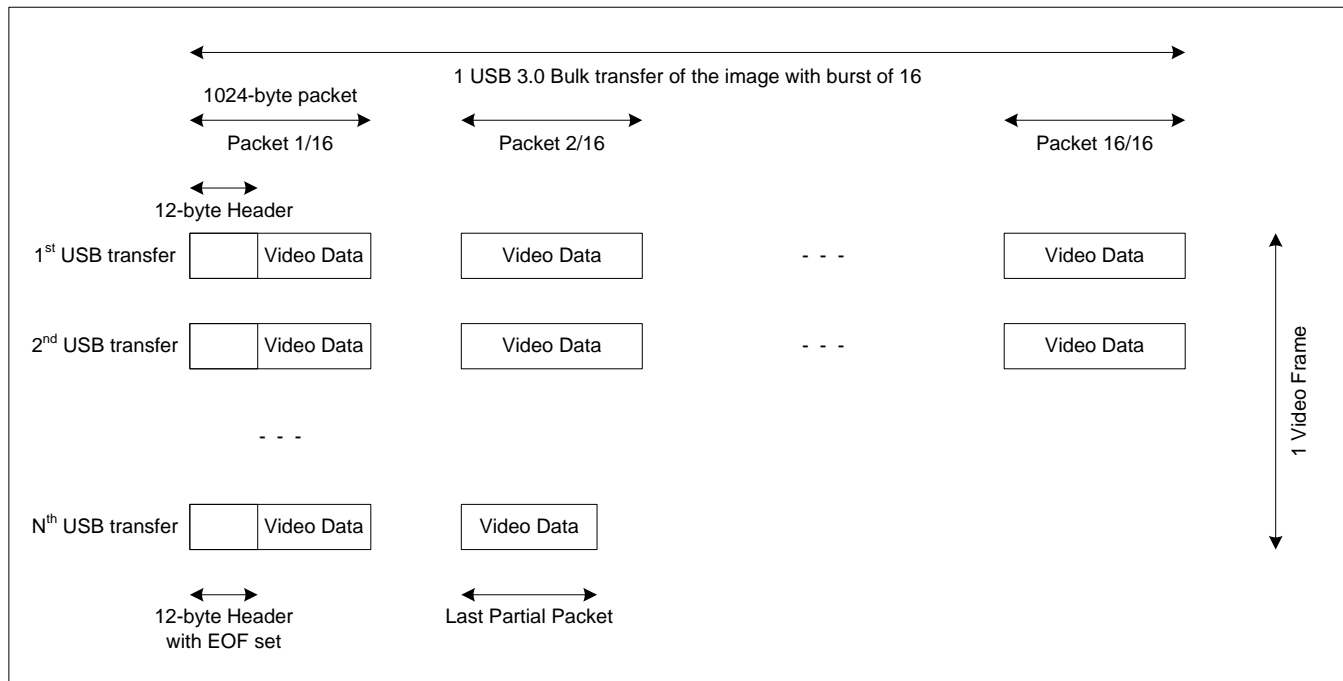 1 USB 3.0 Bulk transfer of the image with burst of 16
1024-byte packet
Packet 1/16
Packet 2/16
Packet 16/16
12-byte Header
1st USB transfer
Video Data
Video Data
- - -
Video Data
2nd USB transfer
Video Data
Video Data
- - -
Video Data
1 Video Frame
- - -
Nth USB transfer
Video Data
Video Data
12-byte Header
with EOF set
Last Partial Packet